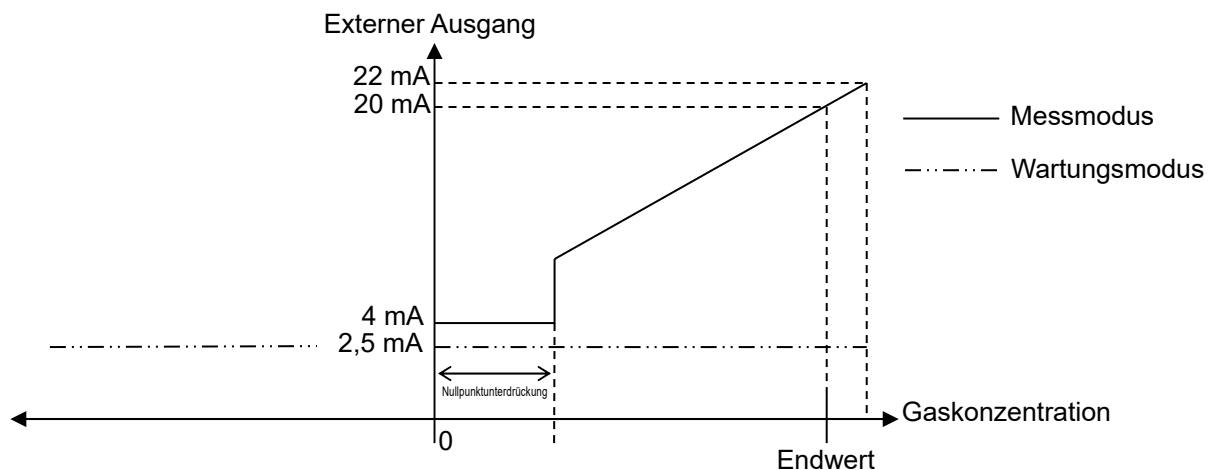 Externer Ausgang
22 mA
20 mA
Messmodus
Wartungsmodus
4 mA
2,5 mA
Nullpunktunterdrückung
Gaskonzentration
0
Endwert